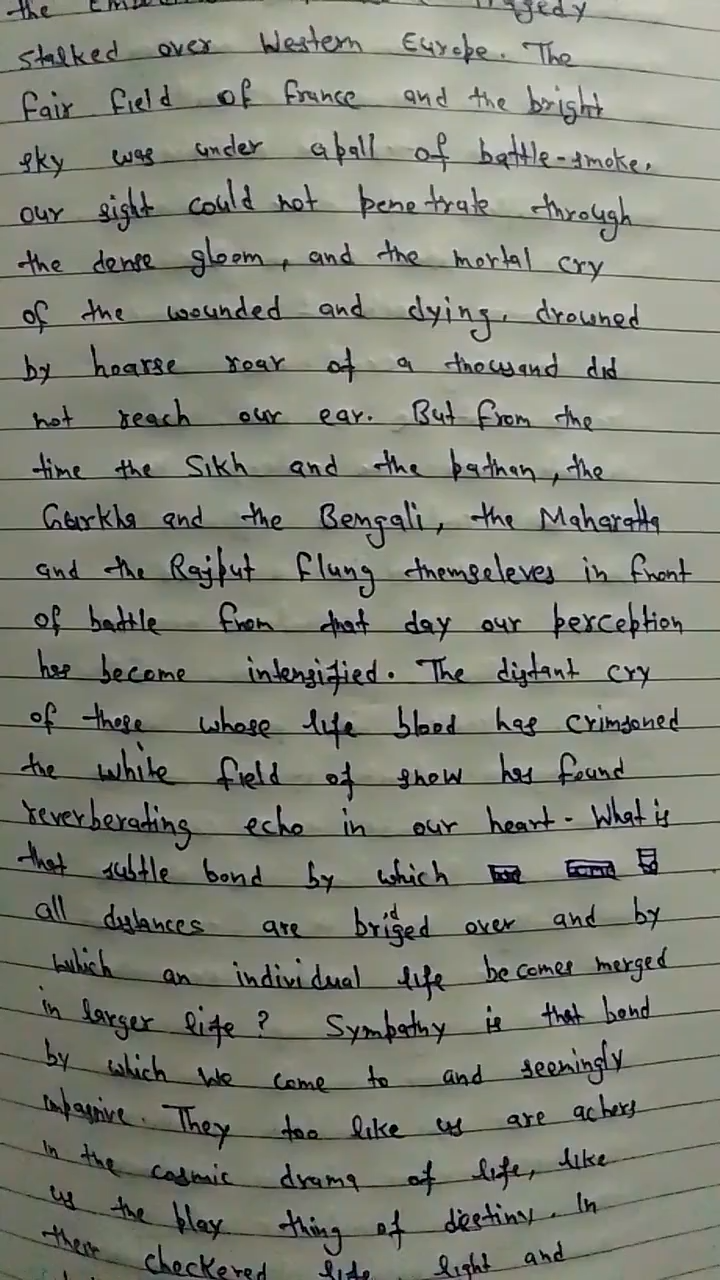 the tragedy
stalked over Western Europe. The
fair field of france and the bright
sky was under apall of battle-smoke.
our sight could not penetrate through
the dense gloom, and the mortal cry
of the wounded and dying, drowned
by hoarse roar of a thousand did
not reach our ear. But from the
time the Sikh and the pathan, the
Gurkha and the Bengali, the Maharatta
and the Rajput flung themseleves in front
of battle from that day our perception
has become intensified. The distant cry
of those whose life blood has crimsoned
the white field of snow has found
reverberating echo in our heart. What is
that subtle bond by which
all distances are bridged over and by
which an individual life becomes merged
in larger life? Sympathy is that bond
by which we come to and seemingly
impassive. They too like us are actors
in the cosmic drama of life, like
us the play thing of destiny. In
their checkered light and